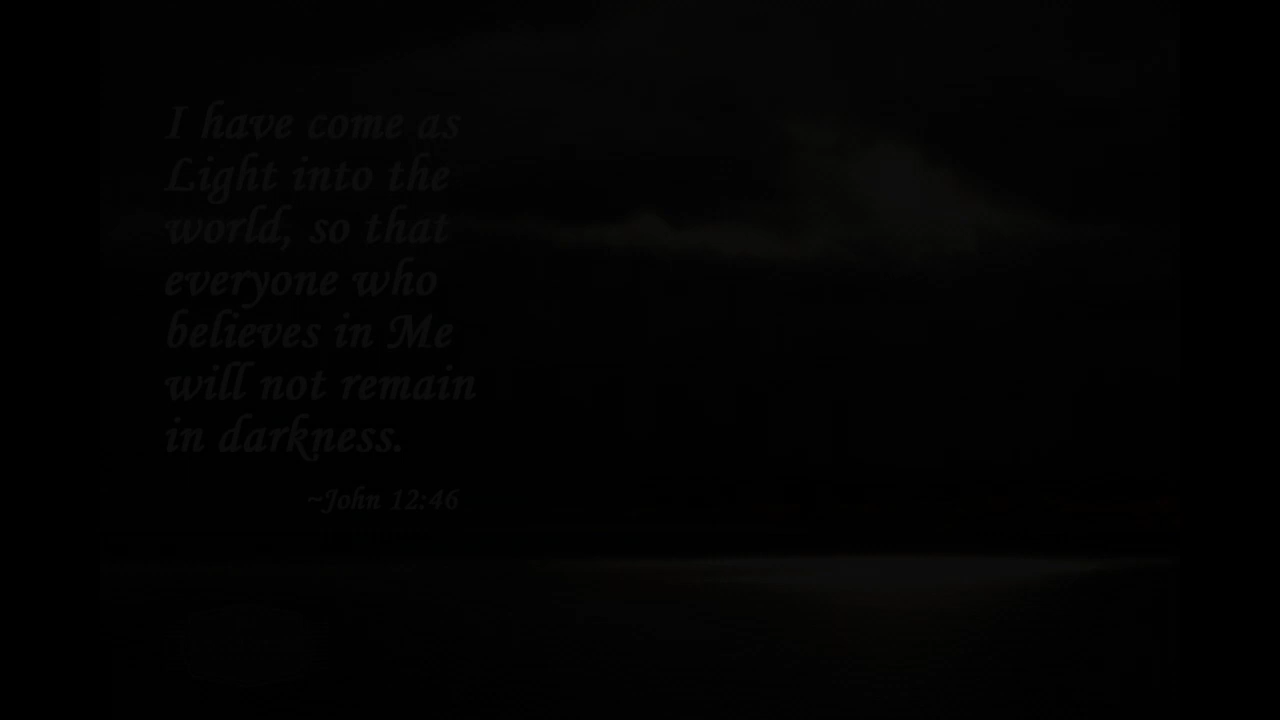 I have come as
Light into the
world, so that
everyone who
believes in Me
will not remain
in darkness.
~John 12:46